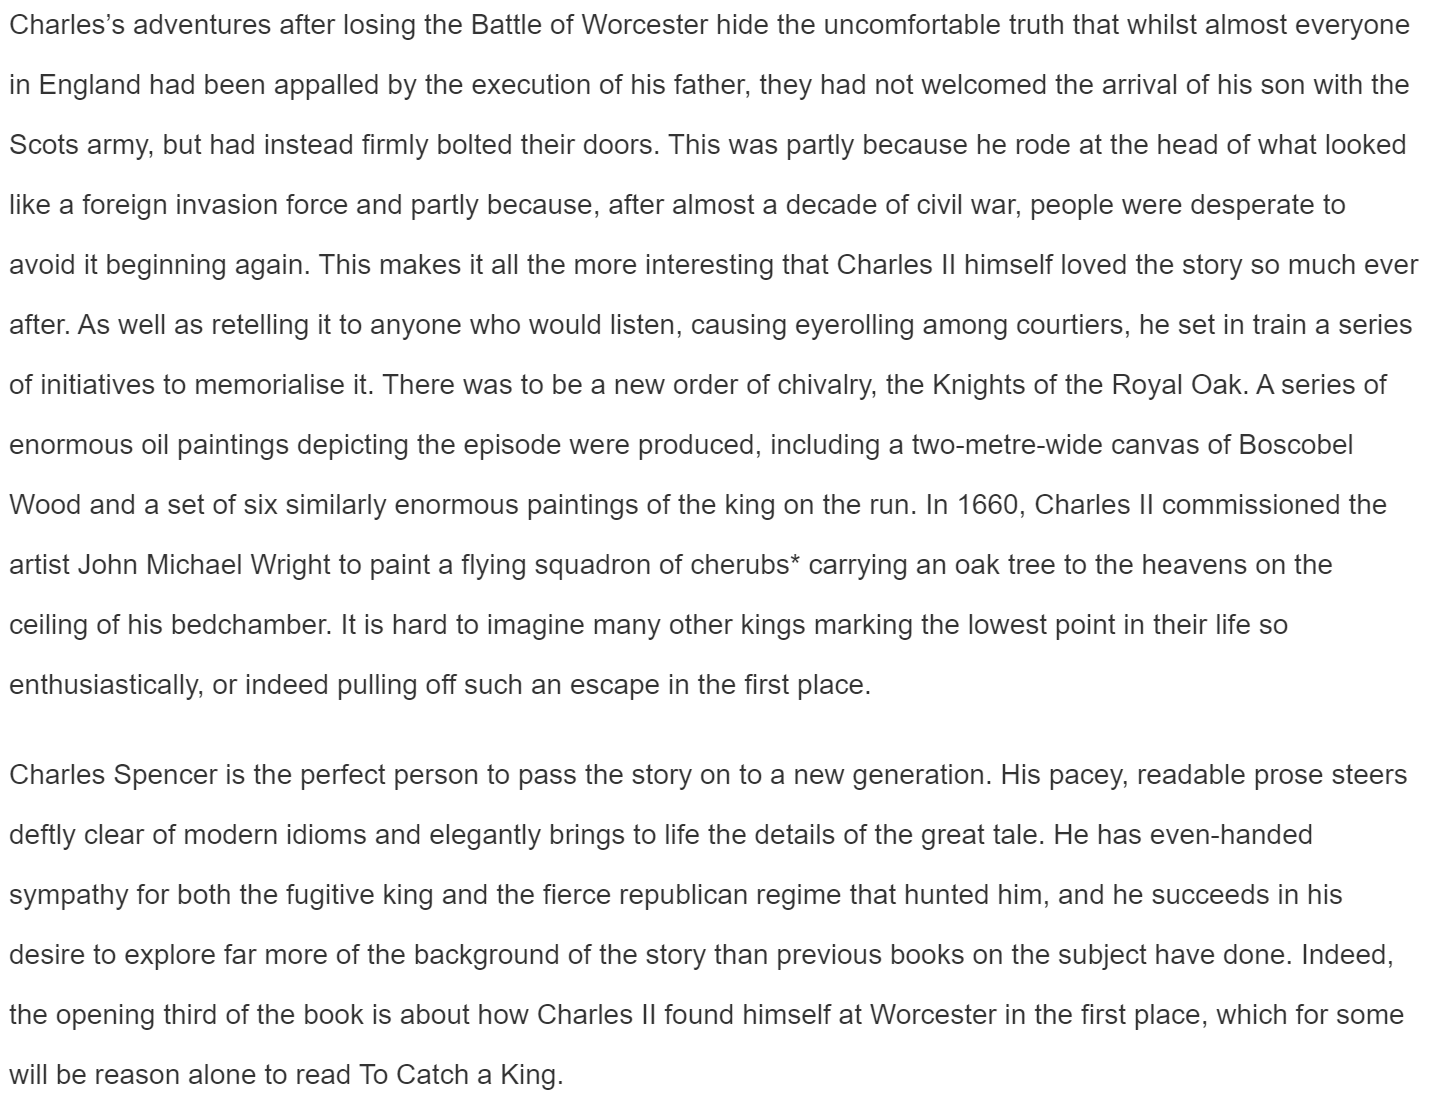 Charles’s adventures after losing the Battle of Worcester hide the uncomfortable truth that whilst almost everyone
in England had been appalled by the execution of his father, they had not welcomed the arrival of his son with the
Scots army, but had instead firmly bolted their doors. This was partly because he rode at the head of what looked
like a foreign invasion force and partly because, after almost a decade of civil war, people were desperate to
avoid it beginning again. This makes it all the more interesting that Charles II himself loved the story so much ever
after. As well as retelling it to anyone who would listen, causing eyerolling among courtiers, he set in train a series
of initiatives to memorialise it. There was to be a new order of chivalry, the Knights of the Royal Oak. A series of
enormous oil paintings depicting the episode were produced, including a two-metre-wide canvas of Boscobel
Wood and a set of six similarly enormous paintings of the king on the run. In 1660, Charles II commissioned the
artist John Michael Wright to paint a flying squadron of cherubs* carrying an oak tree to the heavens on the
ceiling of his bedchamber. It is hard to imagine many other kings marking the lowest point in their life so
enthusiastically, or indeed pulling off such an escape in the first place.
Charles Spencer is the perfect person to pass the story on to a new generation. His pacey, readable prose steers
deftly clear of modern idioms and elegantly brings to life the details of the great tale. He has even-handed
sympathy for both the fugitive king and the fierce republican regime that hunted him, and he succeeds in his
desire to explore far more of the background of the story than previous books on the subject have done. Indeed,
the opening third of the book is about how Charles II found himself at Worcester in the first place, which for some
will be reason alone to read To Catch a King.